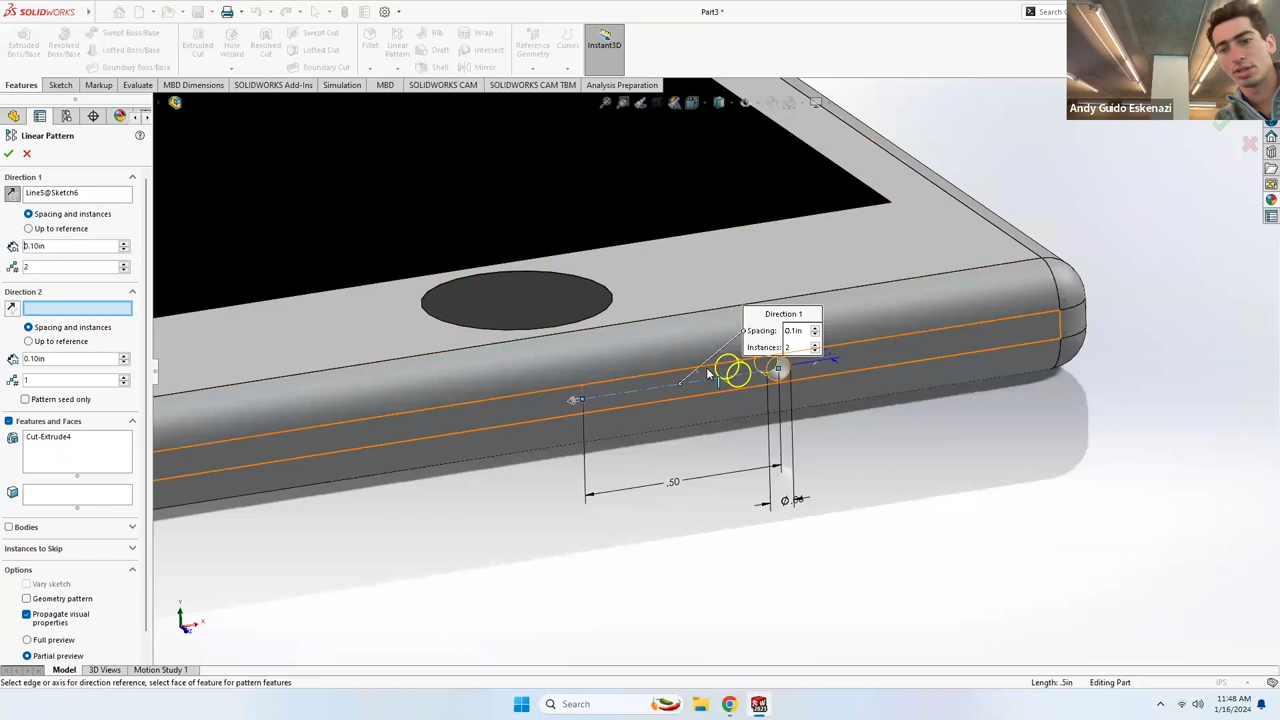 SOLIDWORKS
Part3 *
Search Co
Andy Guido Eskenazi
Extruded Boss/Base
Revolved Boss/Base
Swept Boss/Base
Lofted Boss/Base
Boundary Boss/Base
Extruded Cut
Hole Wizard
Revolved Cut
Swept Cut
Lofted Cut
Boundary Cut
Fillet
Linear Pattern
Rib
Draft
Shell
Wrap
Intersect
Mirror
Reference Geometry
Curves
Instant3D
Features
Sketch
Markup
Evaluate
MBD Dimensions
SOLIDWORKS Add-Ins
Simulation
MBD
SOLIDWORKS CAM
SOLIDWORKS CAM TBM
Analysis Preparation
Linear Pattern
Direction 1
Line5@Sketch6
Spacing and instances
Up to reference
0.10in
2
Direction 2
Spacing and instances
Up to reference
0.10in
1
Pattern seed only
Features and Faces
Cut-Extrude4
Bodies
Instances to Skip
Options
Vary sketch
Geometry pattern
Propagate visual properties
Full preview
Partial preview
Direction 1
Spacing: 0.1in
Instances: 2
.50
Y
X
Z
Model
3D Views
Motion Study 1
Select edge or axis for direction reference, select face of feature for pattern features
Length: .5in
Editing Part
IPS
Search
11:48 AM
1/16/2024